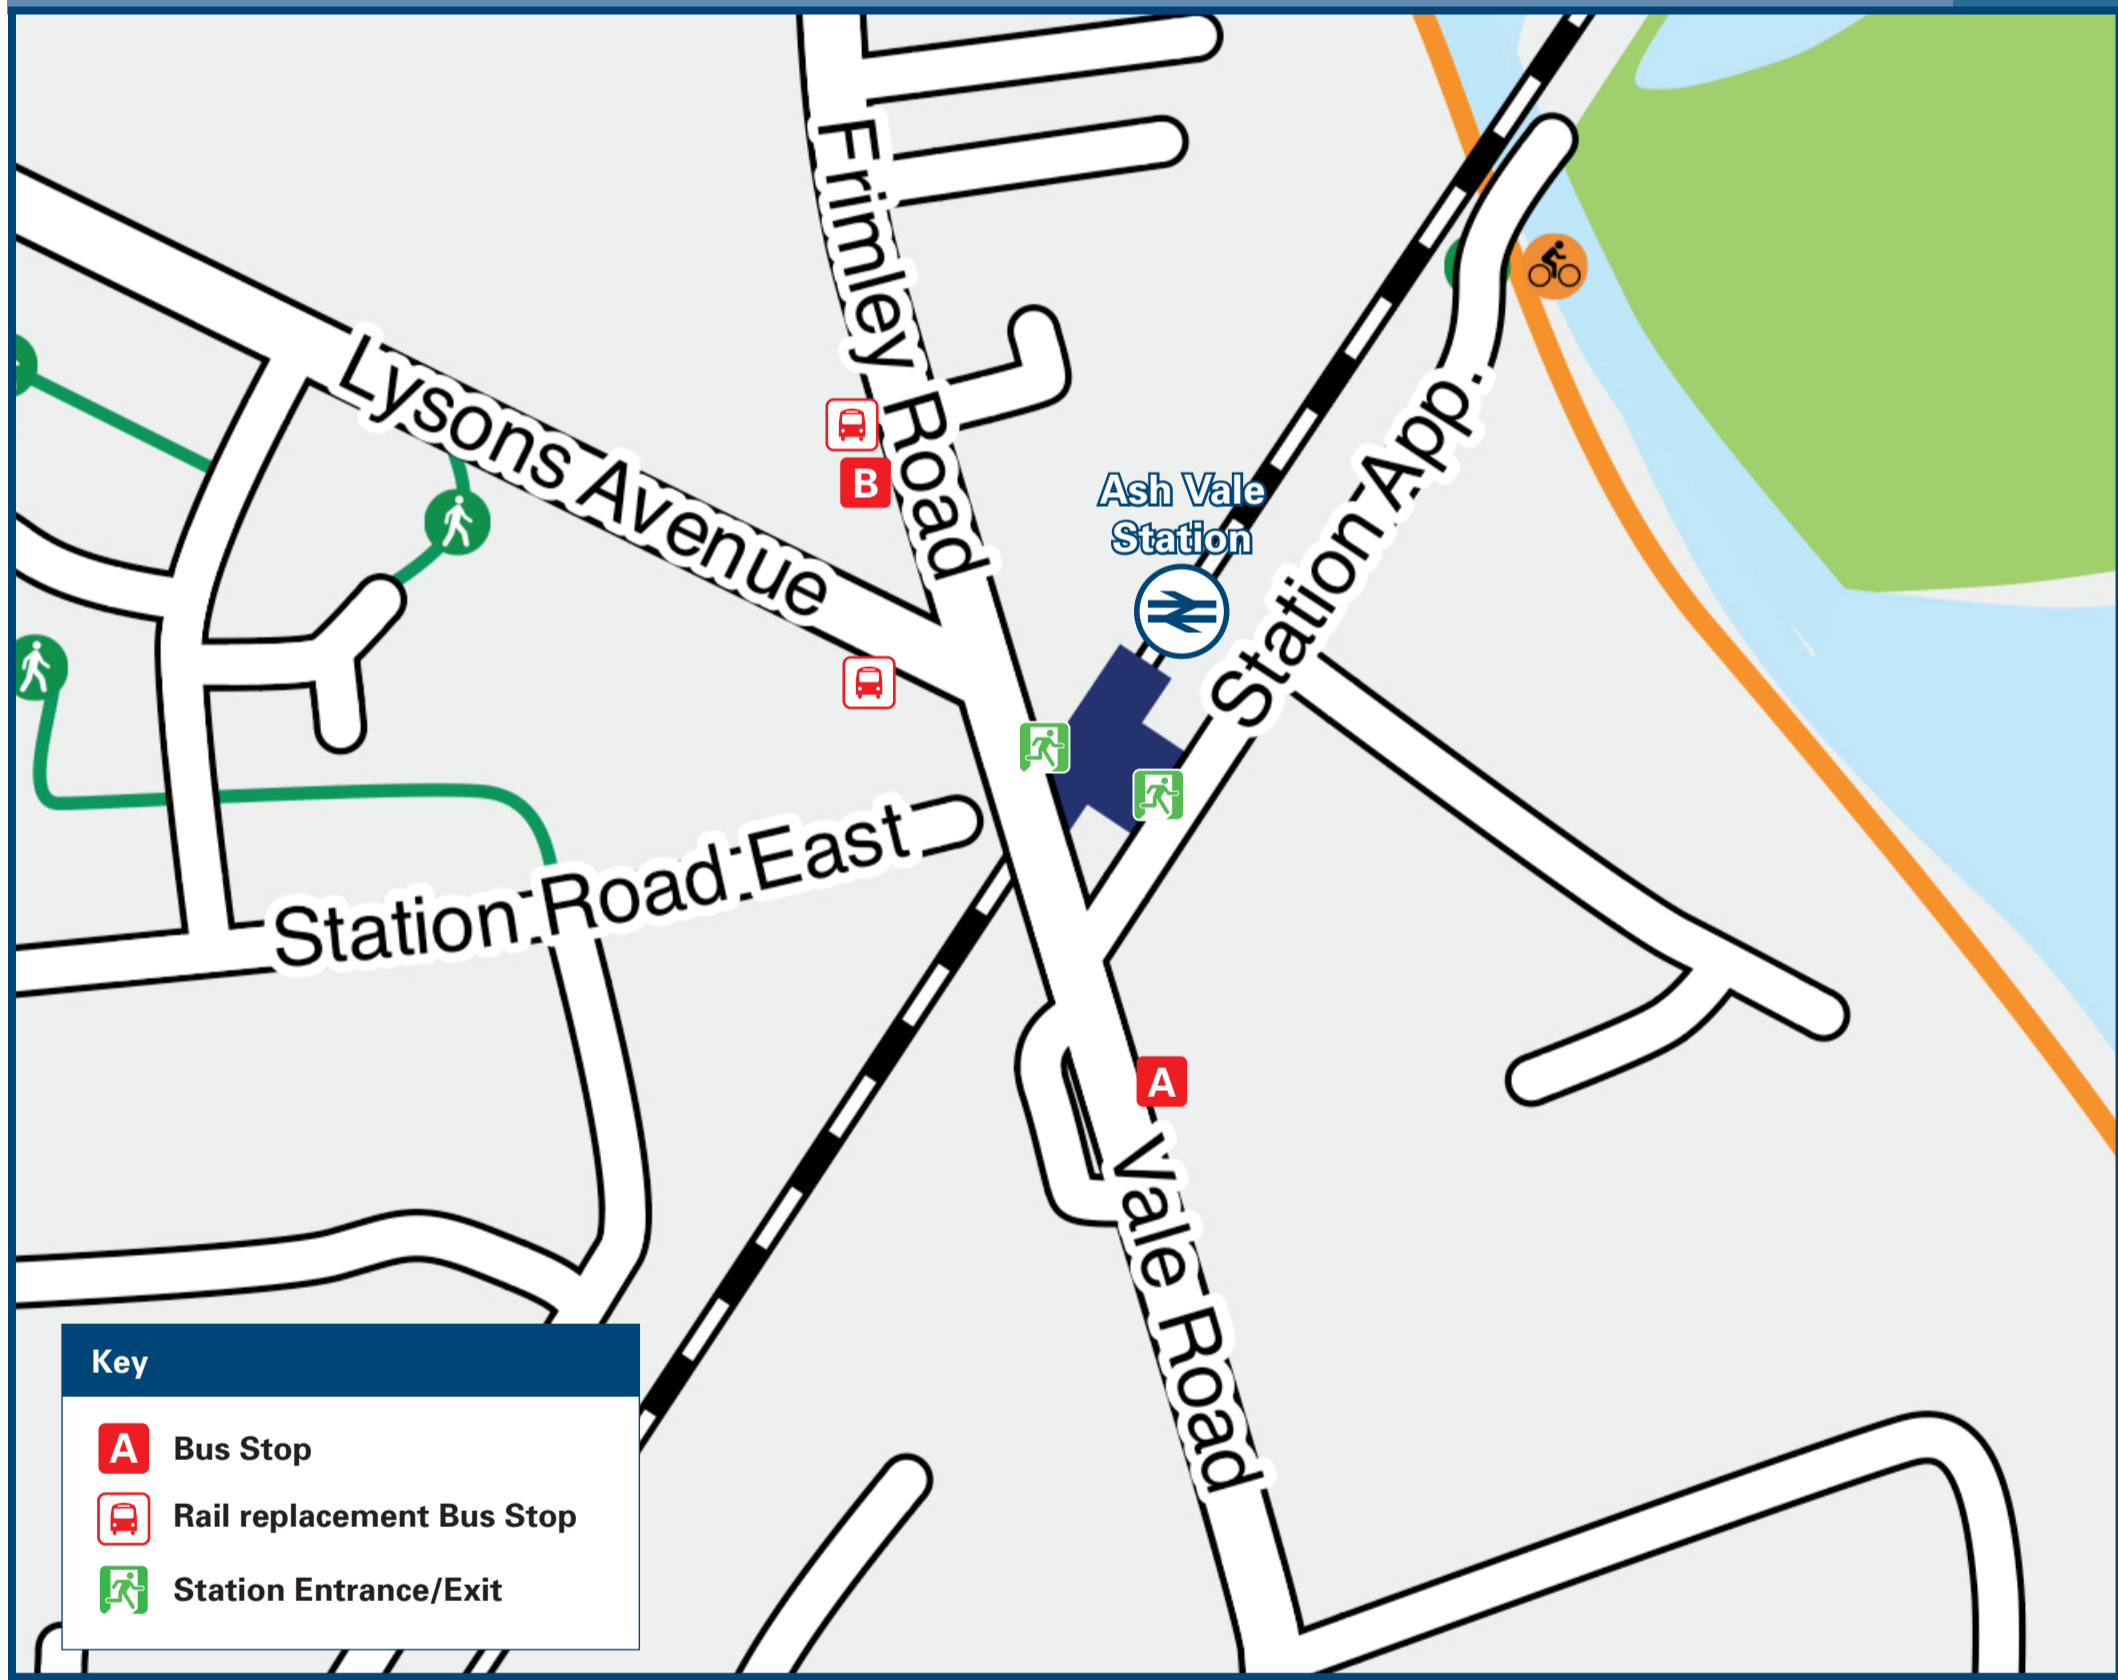 Frimley Road
Lysons Avenue
B
Ash Vale
Station
Station App.
Station Road East
A
Vale Road
Key
A Bus Stop
Rail replacement Bus Stop
Station Entrance/Exit